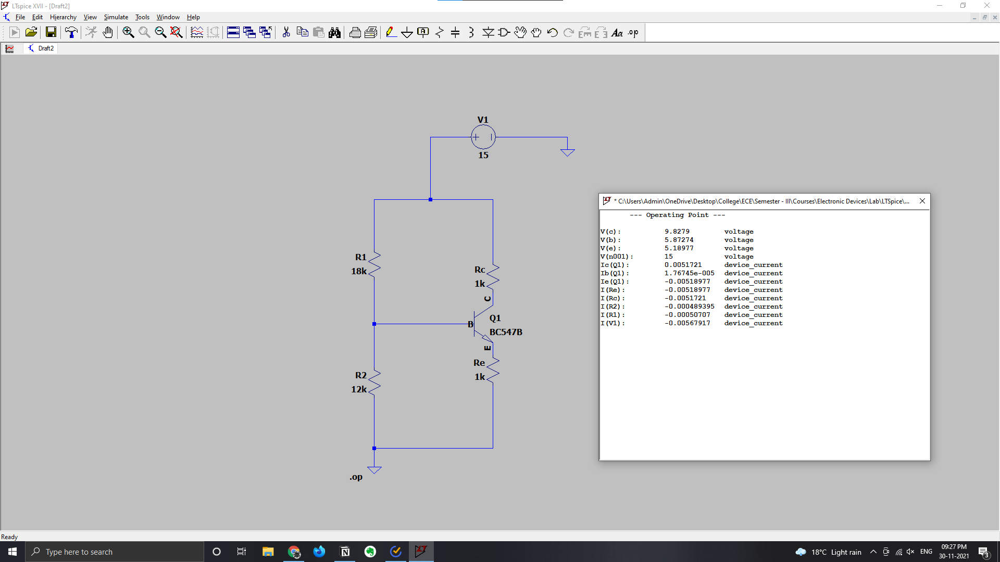 LTspice XVII - [Draft2]
File Edit Hierarchy View Simulate Tools Window Help
Aa .op
Draft2
V1
15
R1
18k
Rc
1k
C
B
Q1
BC547B
E
Re
1k
R2
12k
.op
* C:\Users\Admin\OneDrive\Desktop\College\ECE\Semester - III\Courses\Electronic Devices\Lab\LTSpice\...
--- Operating Point ---
V(c): 9.8279 voltage
V(b): 5.87274 voltage
V(e): 5.18977 voltage
V(n001): 15 voltage
Ic(Q1): 0.0051721 device_current
Ib(Q1): 1.76745e-005 device_current
Ie(Q1): -0.00518977 device_current
I(Re): -0.00518977 device_current
I(Rc): -0.0051721 device_current
I(R2): -0.000489395 device_current
I(R1): -0.00050707 device_current
I(V1): -0.00567917 device_current
Ready
Type here to search
18°C Light rain
ENG
09:27 PM
30-11-2021
3